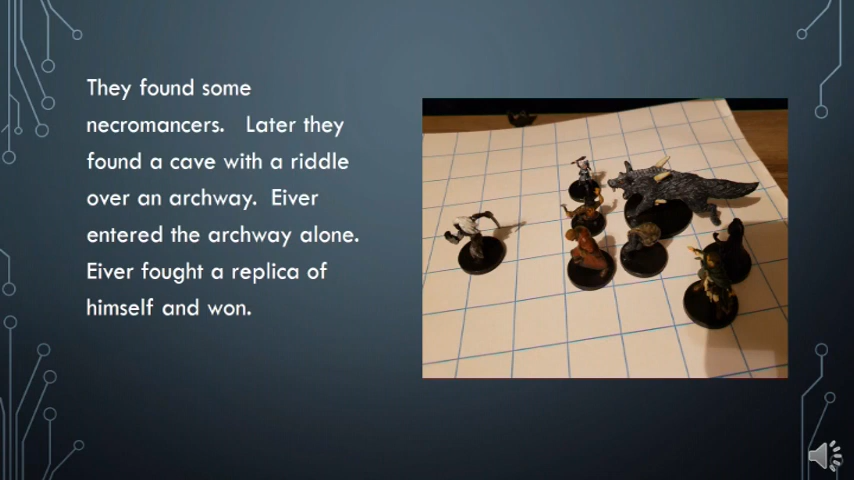 They found some
necromancers.   Later they
found a cave with a riddle
over an archway.  Eiver
entered the archway alone.
Eiver fought a replica of
himself and won.